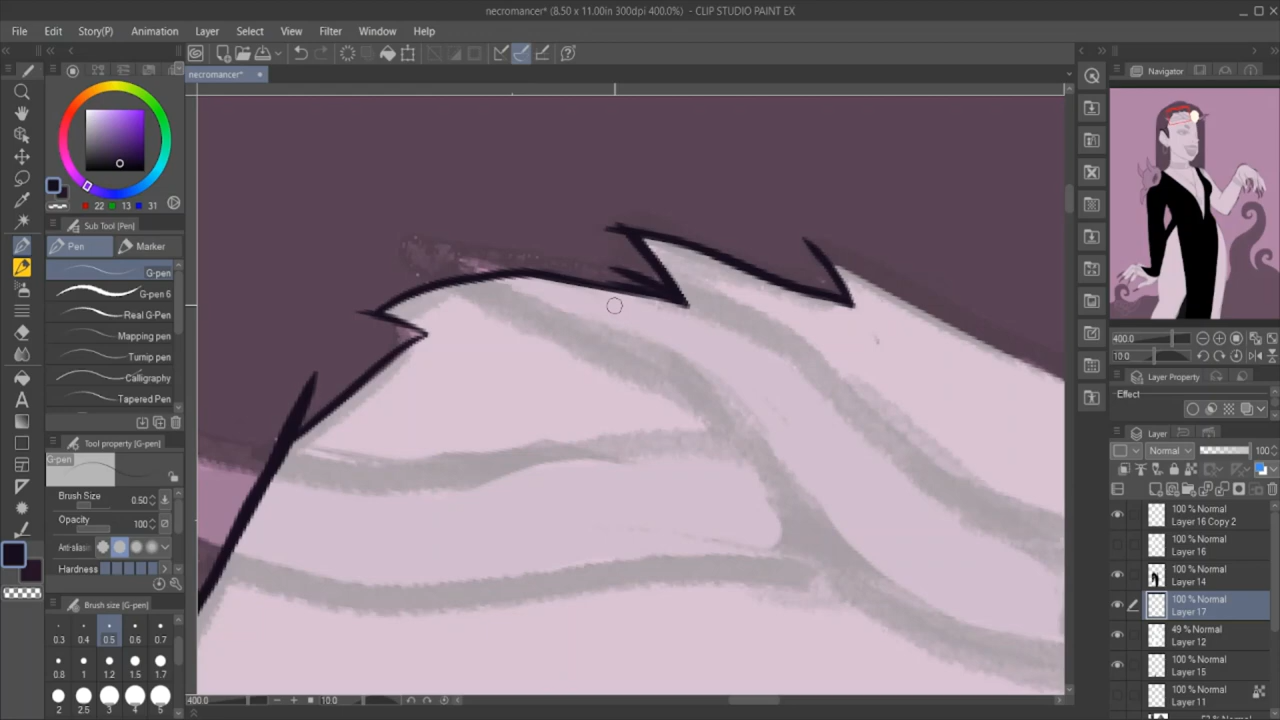 necromancer* (8.50 x 11.00in 300dpi 400.0%) - CLIP STUDIO PAINT EX
File Edit Story(P) Animation Layer Select View Filter Window Help
necromancer*
Navigator
22 13 31
Sub Tool [Pen]
Pen Marker
G-pen
G-pen 6
Real G-Pen
Mapping pen
Turnip pen
Calligraphy
Tapered Pen
Tool property [G-pen]
G-pen
Brush Size 0.50
Opacity 100
Anti-aliasi
Hardness
Brush size [G-pen]
0.3 0.4 0.5 0.6 0.7
0.8 1 1.2 1.5 1.7
2 2.5 3 4 5
400.0
10.0
400.0
10.0
Layer Property
Effect
Layer
Normal 100
100 % Normal
Layer 16 Copy 2
100 % Normal
Layer 16
100 % Normal
Layer 14
100 % Normal
Layer 17
49 % Normal
Layer 12
100 % Normal
Layer 15
100 % Normal
Layer 11